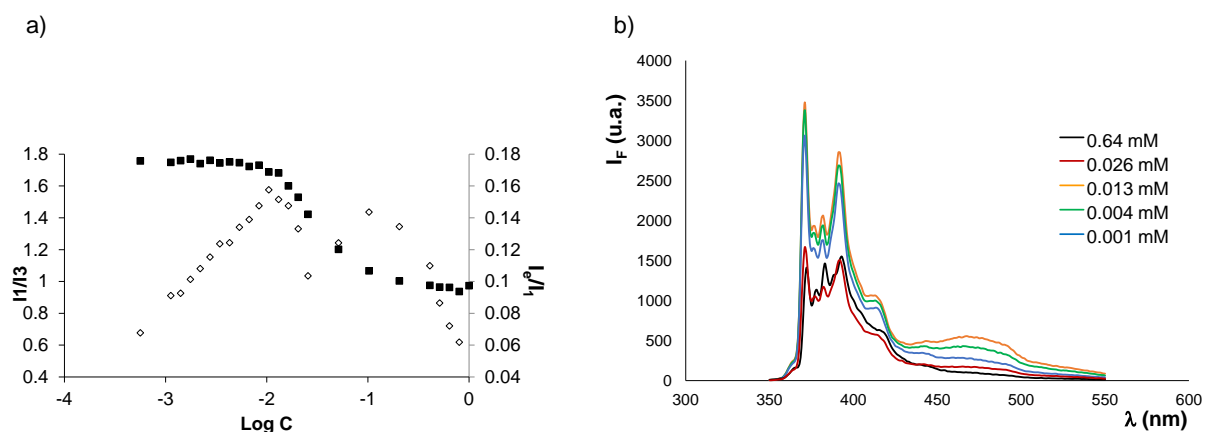 a)
I1/I3
1.8
1.6
1.4
1.2
1
0.8
0.6
0.4
0.18
0.16
0.14
0.12
0.10
0.08
0.06
0.04
Ie/I1
-4 -3 -2 -1 0
Log C
b)
IF (u.a.)
4000
3500
3000
2500
2000
1500
1000
500
0
0.64 mM
0.026 mM
0.013 mM
0.004 mM
0.001 mM
300 350 400 450 500 550 600
λ (nm)